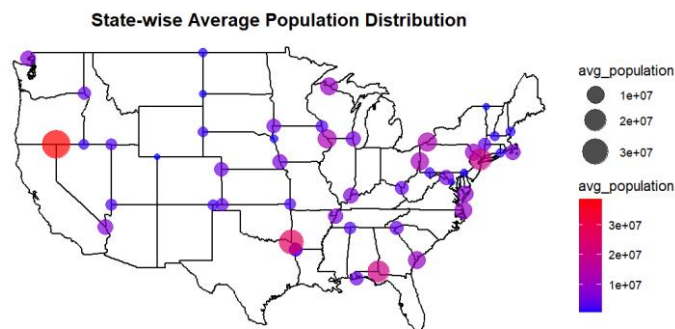 State-wise Average Population Distribution
avg_population
1e+07
2e+07
3e+07
avg_population
3e+07
2e+07
1e+07